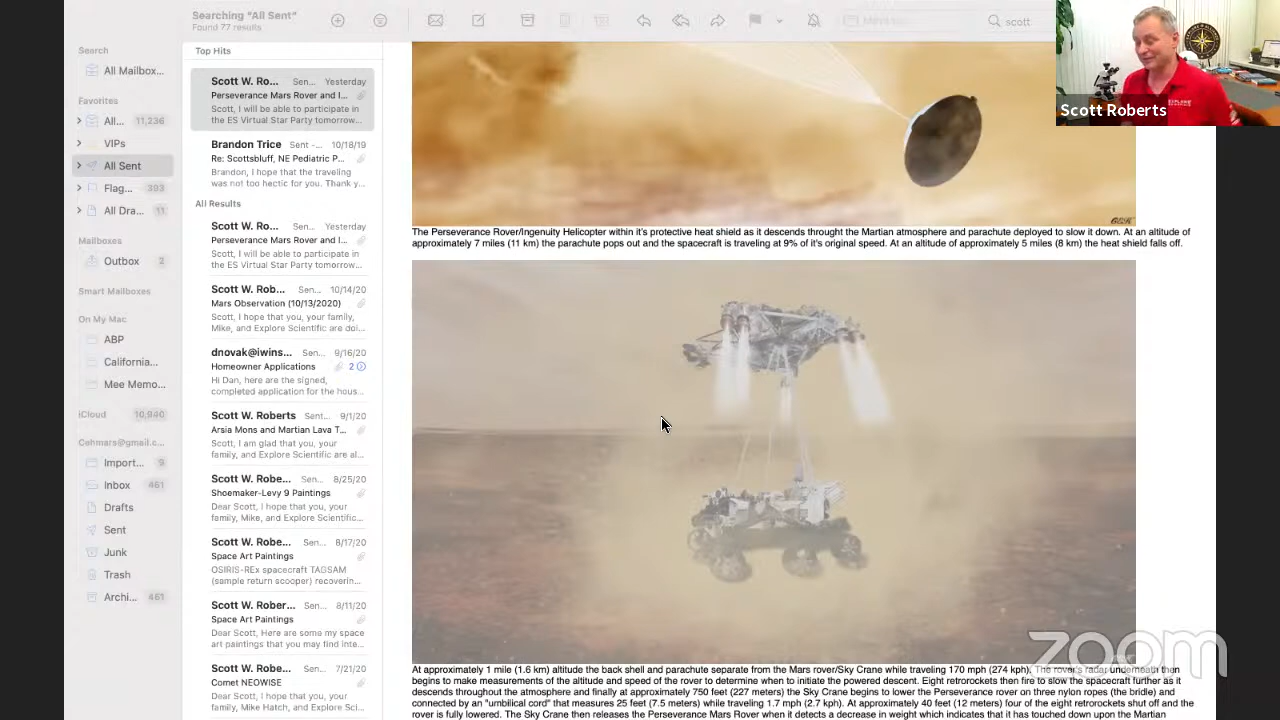 Searching "All Sent"
Found 77 results
scott
Search
All Mailbox...
Favorites
All... 11,236
VIPs
All Sent
Flag... 393
All Dra... 11
Mailboxes
Outbox 2
Smart Mailboxes
On My Mac
ABP
California...
Mee Memo...
iCloud 10,940
Cehmars@gmail.c...
Import... 9
Inbox 461
Drafts
Sent
Junk
Trash
Archi... 461
Top Hits
Scott W. Ro... Sen... Yesterday
Perseverance Mars Rover and I...
Scott, I will be able to participate in
the ES Virtual Star Party tomorrow...
Brandon Trice Sent - ... 10/18/19
Re: Scottsbluff, NE Pediatric P...
Brandon, I hope that the traveling
was not too hectic for you. Thank y...
All Results
Scott W. Ro... Sen... Yesterday
Perseverance Mars Rover and I...
Scott, I will be able to participate in
the ES Virtual Star Party tomorrow...
Scott W. Rob... Sen... 10/14/20
Mars Observation (10/13/2020)
Scott, I hope that you, your family,
Mike, and Explore Scientific are doi...
dnovak@iwins... Sen... 9/16/20
Homeowner Applications 2
Hi Dan, here are the signed,
completed application for the hous...
Scott W. Roberts Sent... 9/1/20
Arsia Mons and Martian Lava T...
Scott, I am glad that you, your
family, and Explore Scientific are al...
Scott W. Robe... Sen... 8/25/20
Shoemaker-Levy 9 Paintings
Dear Scott, I hope that you, your
family, Mike, and Explore Scientific...
Scott W. Robe... Sen... 8/17/20
Space Art Paintings
OSIRIS-REx spacecraft TAGSAM
(sample return scooper) recoverin...
Scott W. Rober... Sen... 8/11/20
Space Art Paintings
Dear Scott, Here are some my space
art paintings that you may find inte...
Scott W. Robe... Sen... 7/21/20
Comet NEOWISE
Dear Scott, I hope that you, your
family, Mike, Kent, and Explore
The Perseverance Rover/Ingenuity Helicopter within it's protective heat shield as it descends throught the Martian atmosphere and parachute deployed to slow it down. At an altitude of
approximately 7 miles (11 km) the parachute pops out and the spacecraft is traveling at 9% of it's original speed. At an altitude of approximately 5 miles (8 km) the heat shield falls off.
At approximately 1 mile (1.6 km) altitude the back shell and parachute separate from the Mars rover/Sky Crane while traveling 170 mph (274 kph). The rover's radar underneath then
begins to make measurements of the altitude and speed of the rover to determine when to initiate the powered descent. Eight retrorockets then fire to slow the spacecraft further as it
descends throughout the atmosphere and finally at approximately 750 feet (227 meters) the Sky Crane begins to lower the Perseverance rover on three nylon ropes (the bridle) and
connected by an "umbilical cord" that measures 25 feet (7.5 meters) while traveling 1.7 mph (2.7 kph). At approximately 40 feet (12 meters) four of the eight retrorockets shut off and the
rover is fully lowered. The Sky Crane then releases the Perseverance Mars Rover when it detects a decrease in weight which indicates that it has touched down upon the Martian
Scott Roberts
EXPLORE
zoom